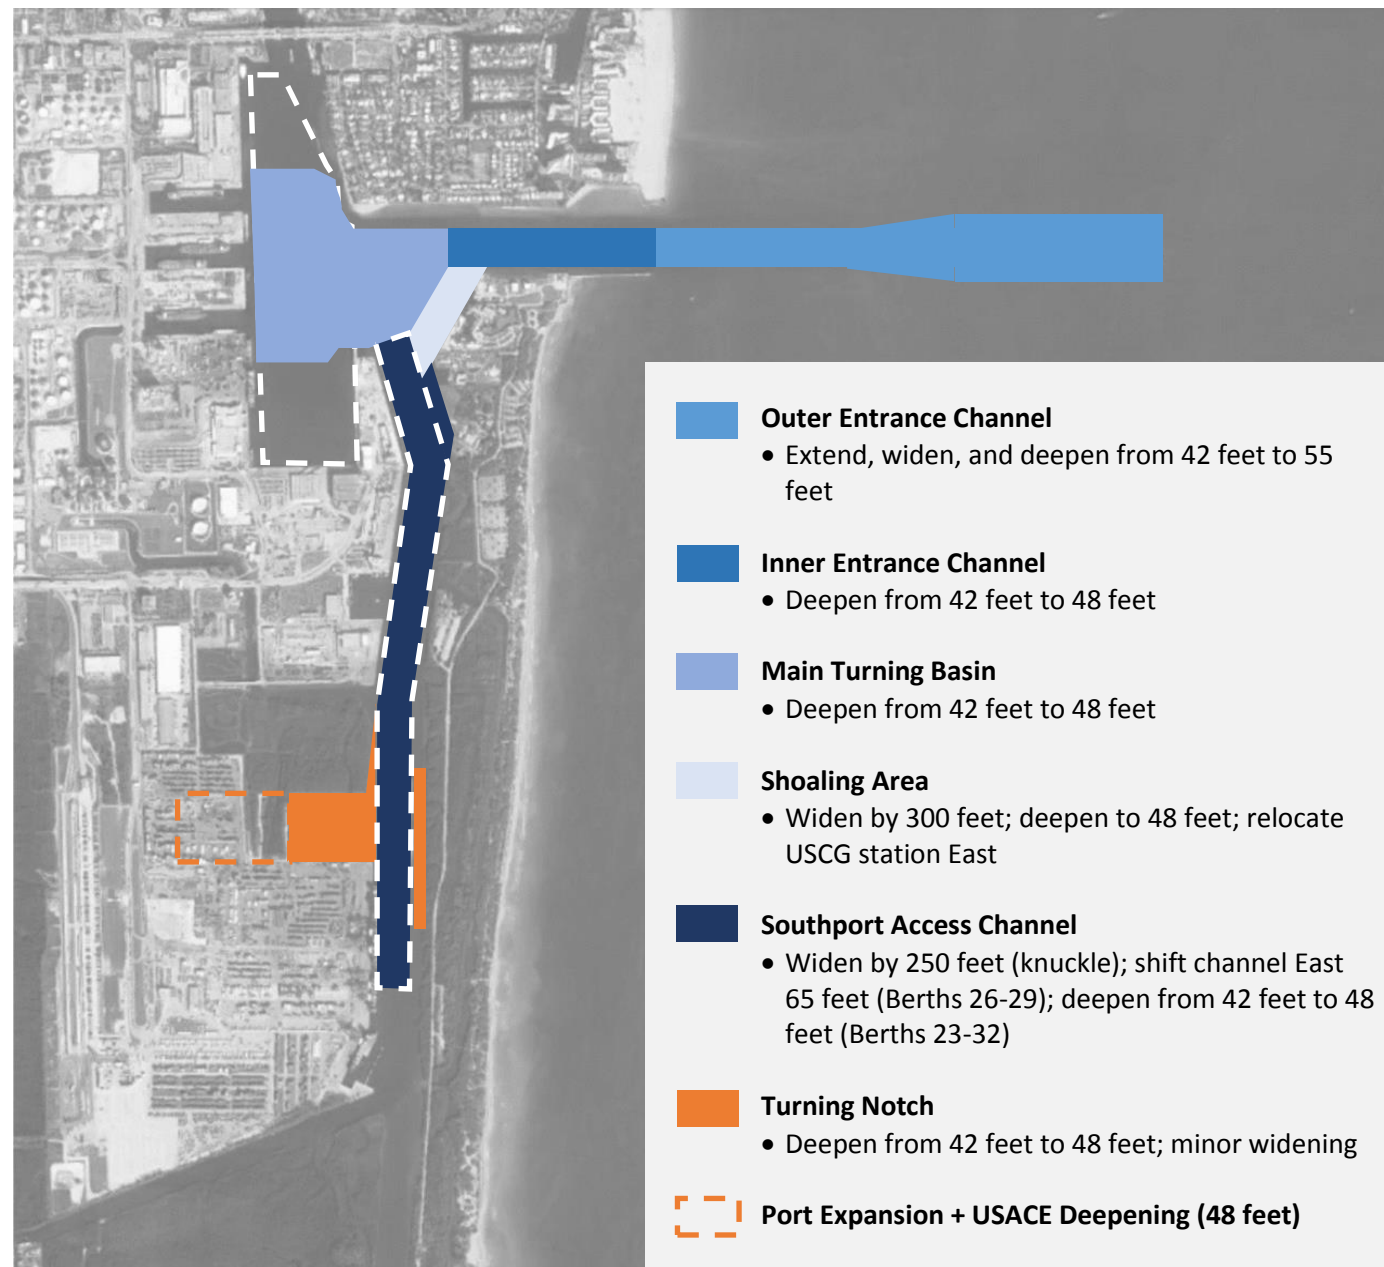 Outer Entrance Channel
• Extend, widen, and deepen from 42 feet to 55
feet
Inner Entrance Channel
• Deepen from 42 feet to 48 feet
Main Turning Basin
• Deepen from 42 feet to 48 feet
Shoaling Area
• Widen by 300 feet; deepen to 48 feet; relocate
USCG station East
Southport Access Channel
• Widen by 250 feet (knuckle); shift channel East
65 feet (Berths 26-29); deepen from 42 feet to 48
feet (Berths 23-32)
Turning Notch
• Deepen from 42 feet to 48 feet; minor widening
Port Expansion + USACE Deepening (48 feet)